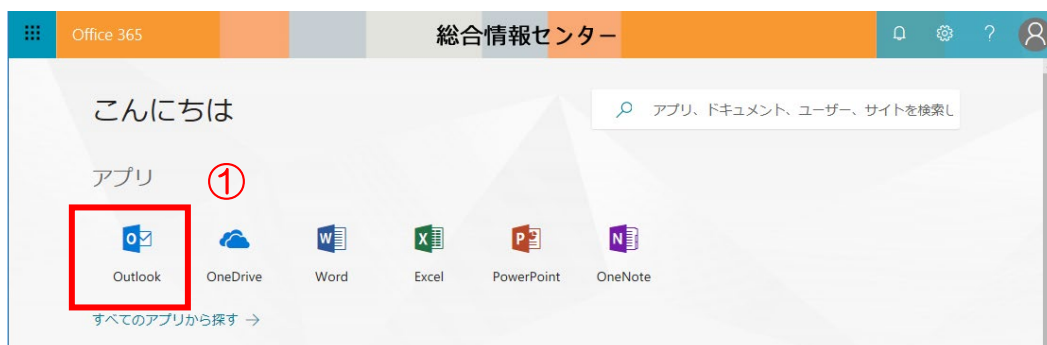 Office 365 総合情報センター ?
こんにちは
アプリ、ドキュメント、ユーザー、サイトを検索し
アプリ ①
Outlook OneDrive Word Excel PowerPoint OneNote
すべてのアプリから探す →